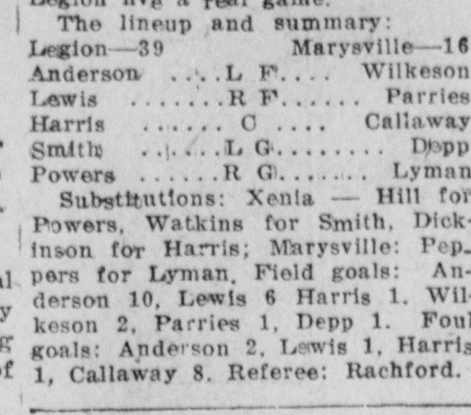 Legion
The lineup and summary:
Legion—39 Marysville—16
Anderson ....L F.... Wilkeson
Lewis .......R F....... Parries
Harris ...... C .... Callaway
Smith .......L G........ Depp
Powers ......R G....... Lyman
Substitutions: Xenia — Hill for
Powers, Watkins for Smith, Dick-
inson for Harris; Marysville: Pep-
pers for Lyman. Field goals: An-
derson 10, Lewis 6 Harris 1. Wil-
keson 2, Parries 1, Depp 1. Foul
goals: Anderson 2, Lewis 1, Harris
1, Callaway 8. Referee: Rachford.